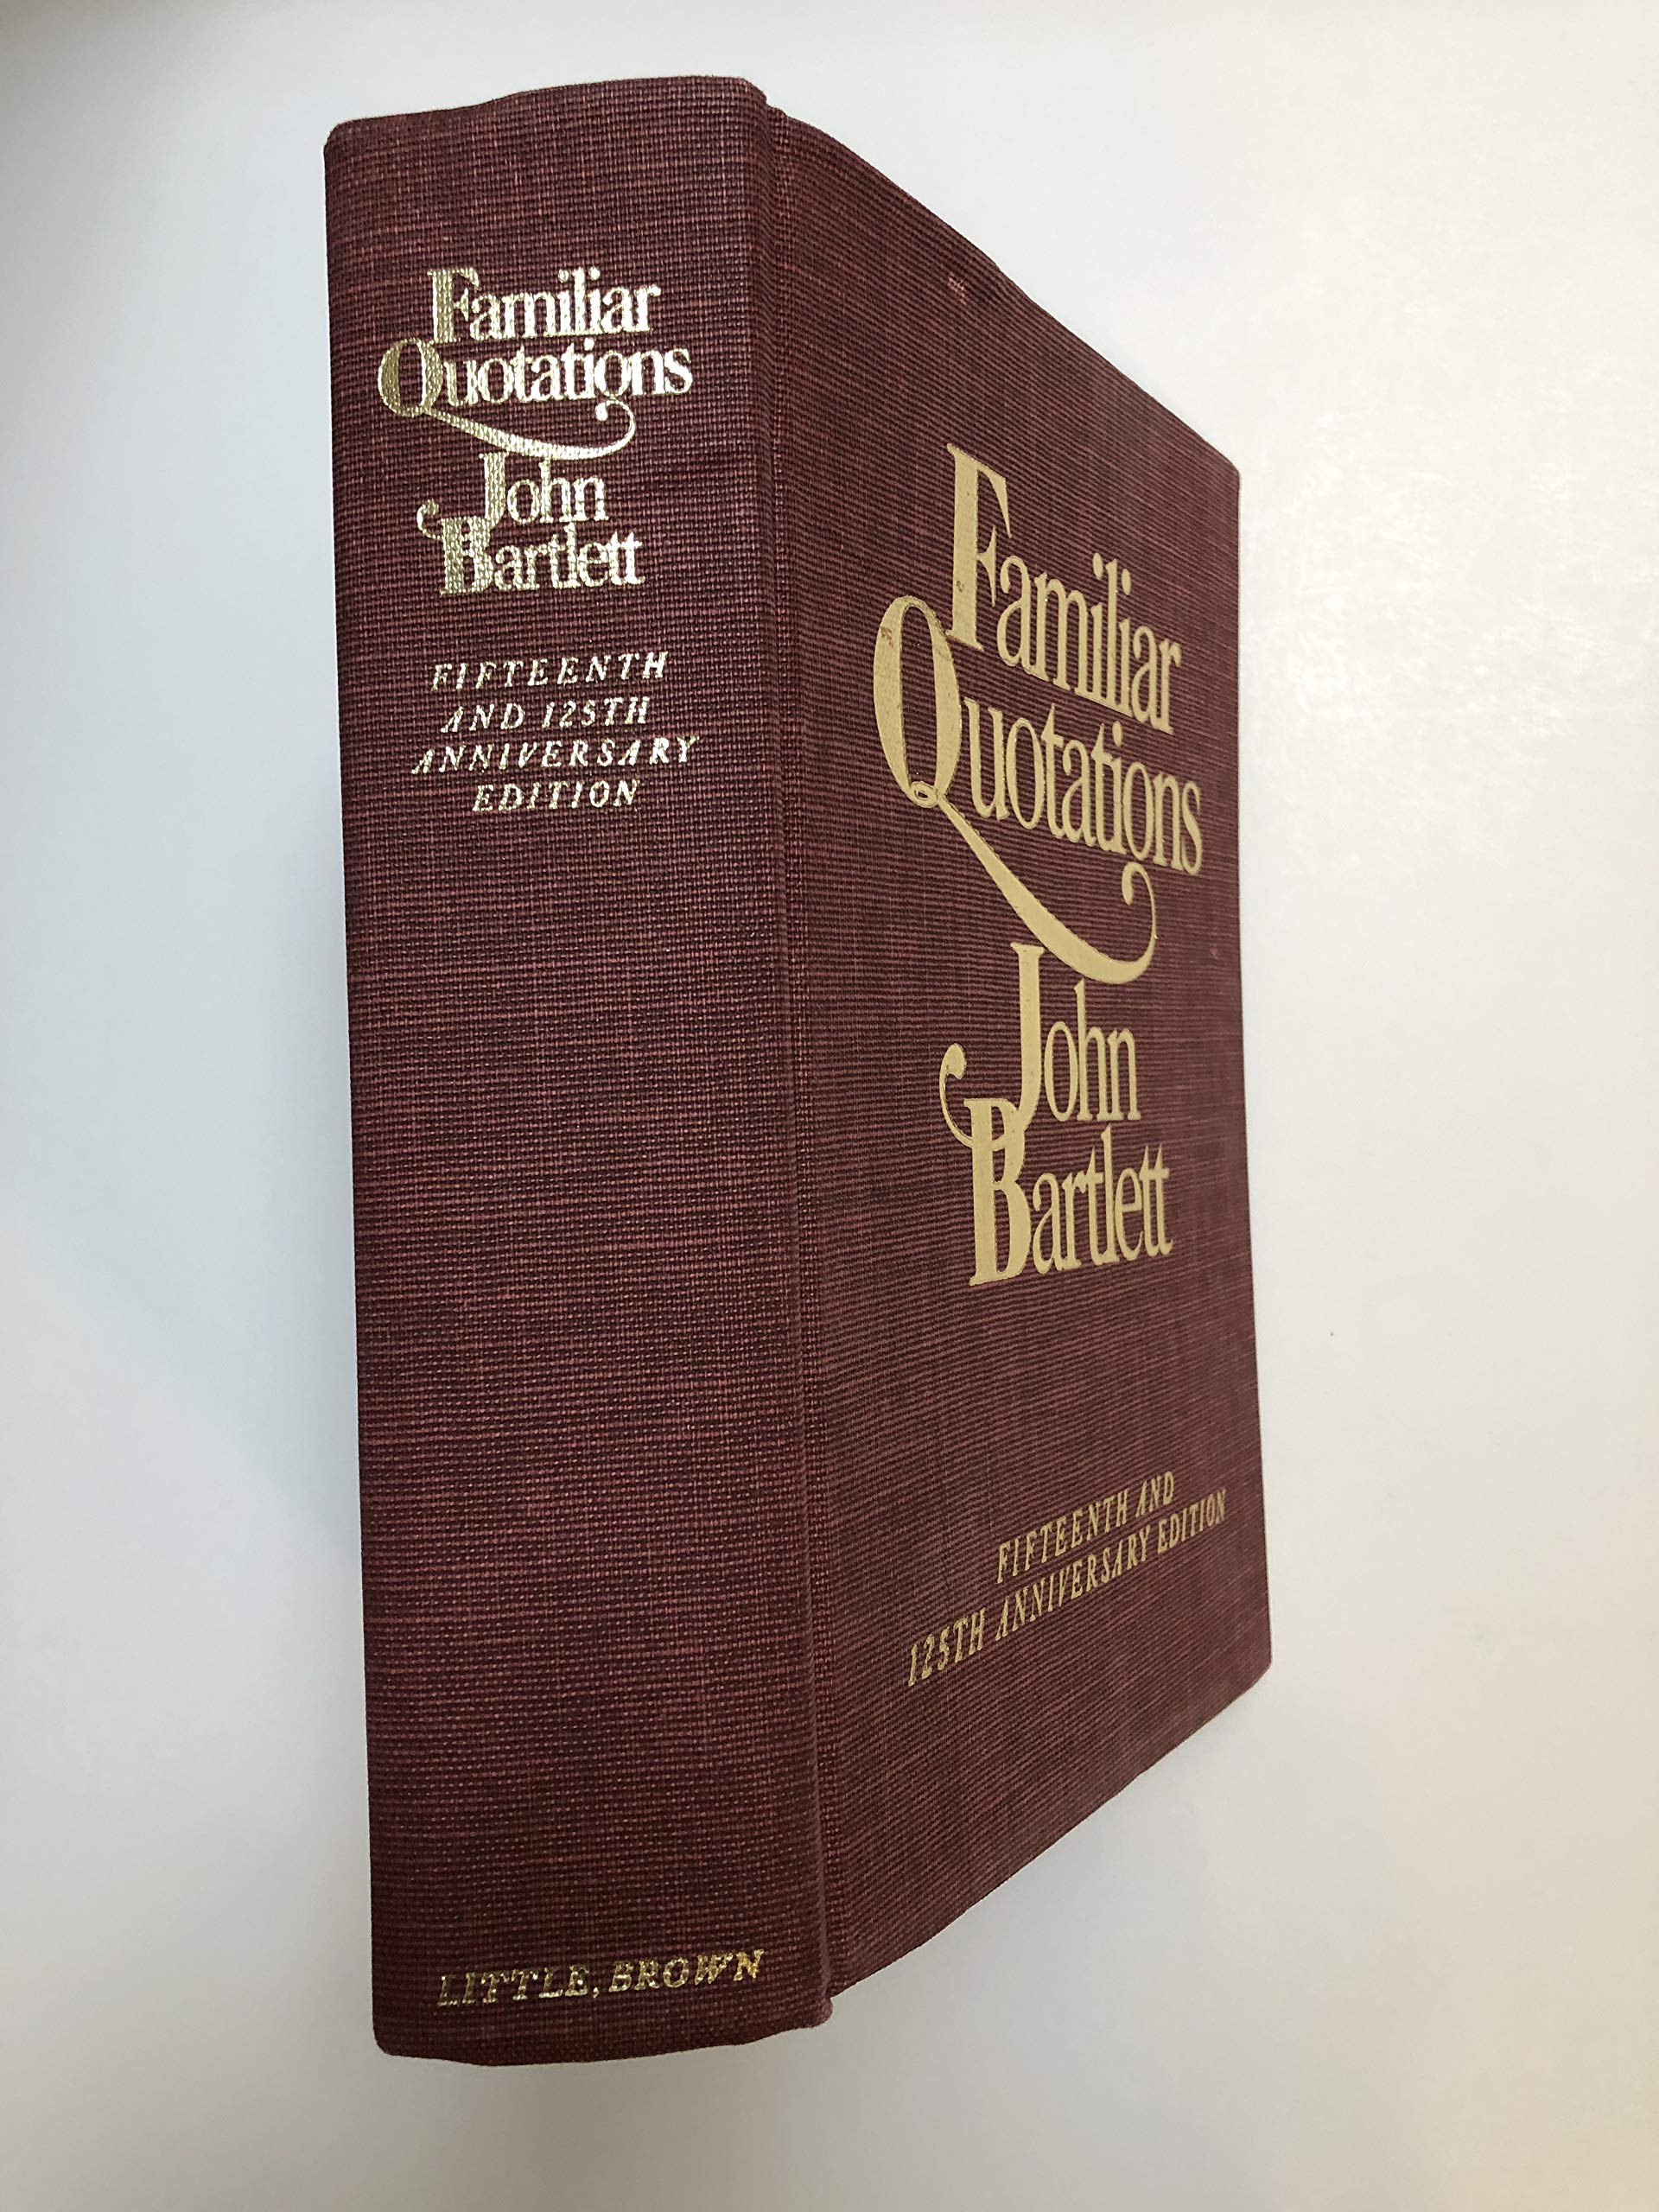 Familiar
Quotations
John
Bartlett
FIFTEENTH
AND 125TH
ANNIVERSARY
EDITION
LITTLE, BROWN
Familiar
Quotations
John
Bartlett
FIFTEENTH AND
125TH ANNIVERSARY EDITION